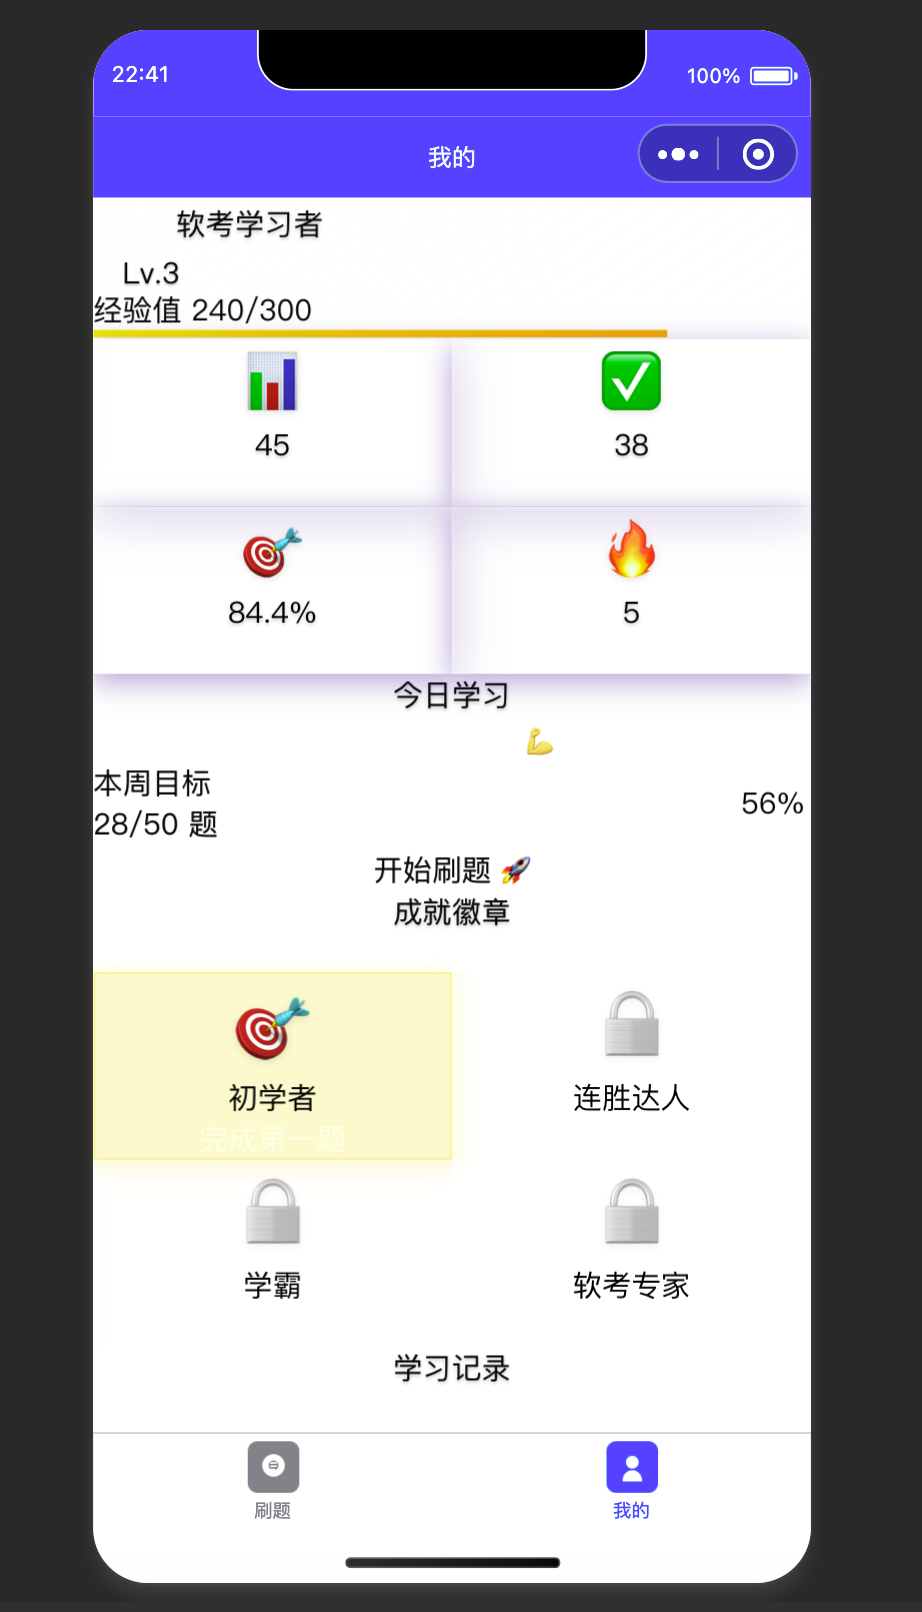 22:41
100%
我的
软考学习者
Lv.3
经验值 240/300
45
38
84.4%
5
今日学习
本周目标
28/50 题
56%
开始刷题 🚀
成就徽章
初学者
连胜达人
完成第一题
学霸
软考专家
学习记录
刷题
我的